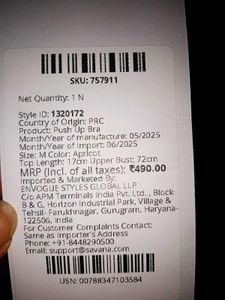 SKU: 757911
Net Quantity: 1 N
Style ID: 1320172
Country of Origin: PRC
Product: Push Up Bra
Month/Year of manufacture: 05/2025
Month/Year of Import: 06/2025
Size: M Color: Apricot
Top Length: 17cm Upper Bust: 72cm
MRP (Incl. of all taxes): ₹490.00
Imported & Marketed By:
ENVOGUE STYLES GLOBAL LLP
C/o APM Terminals India Pvt. Ltd., Block
B & G, Horizon Industrial Park, Village &
Tehsil- Farukhnagar, Gurugram, Haryana-
122506, India
For Customer Complaints Contact:
Same as Importer's Address
Phone: +91-8448290500
Email: support@savana.com
USN: 00788347103584